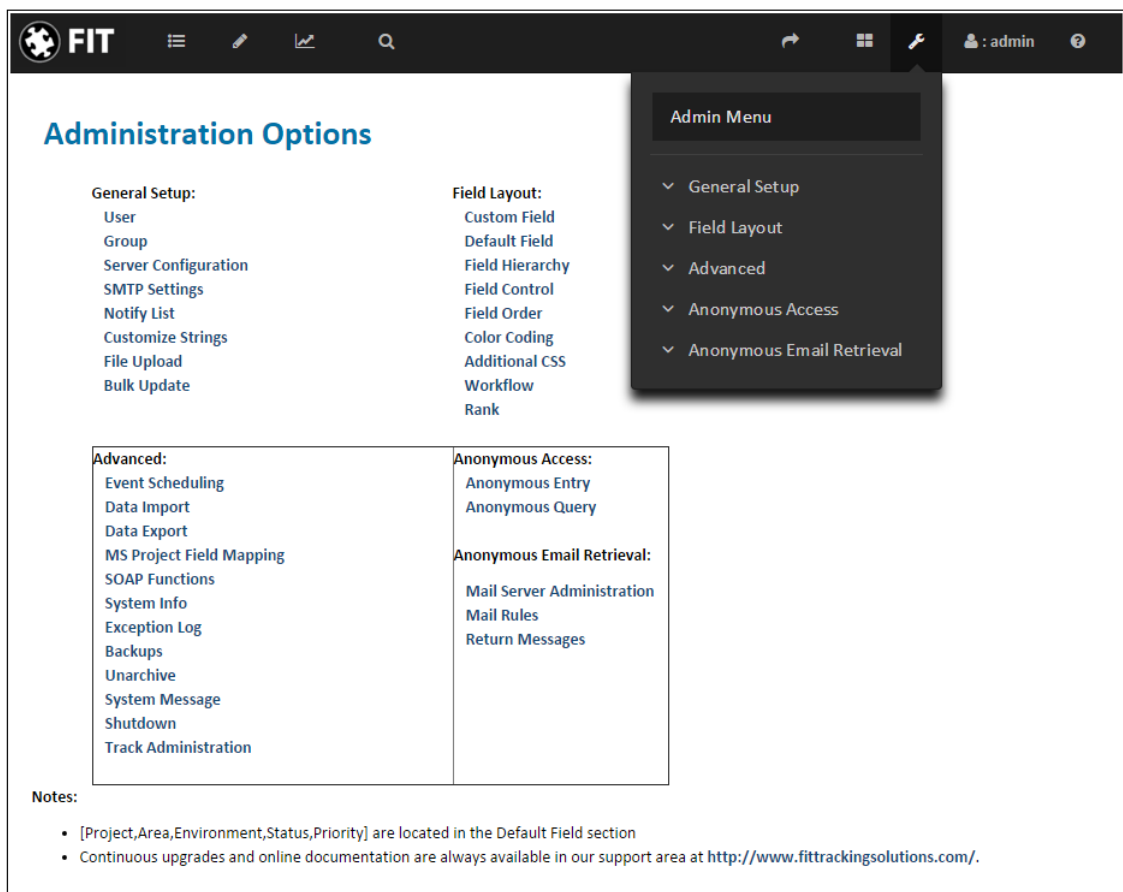 FIT
: admin
Administration Options
General Setup:
User
Group
Server Configuration
SMTP Settings
Notify List
Customize Strings
File Upload
Bulk Update
Field Layout:
Custom Field
Default Field
Field Hierarchy
Field Control
Field Order
Color Coding
Additional CSS
Workflow
Rank
Admin Menu
General Setup
Field Layout
Advanced
Anonymous Access
Anonymous Email Retrieval
Advanced:
Event Scheduling
Data Import
Data Export
MS Project Field Mapping
SOAP Functions
System Info
Exception Log
Backups
Unarchive
System Message
Shutdown
Track Administration
Anonymous Access:
Anonymous Entry
Anonymous Query
Anonymous Email Retrieval:
Mail Server Administration
Mail Rules
Return Messages
Notes:
• [Project,Area,Environment,Status,Priority] are located in the Default Field section
• Continuous upgrades and online documentation are always available in our support area at http://www.fittrackingsolutions.com/.